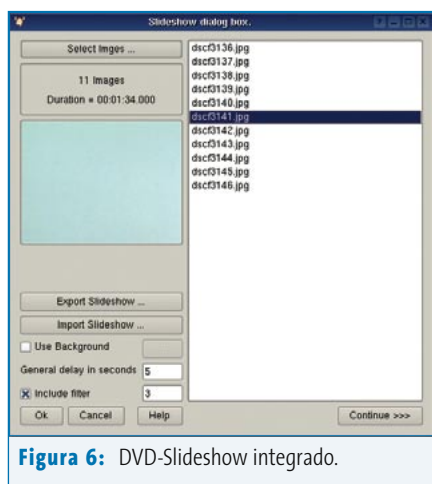 Slideshow dialog box.
Select Imges ...
11 Images
Duration = 00:01:34.000
Export Slideshow ...
Import Slideshow ...
Use Background
General delay in seconds 5
Include filter 3
Ok Cancel Help
dscf3136.jpg
dscf3137.jpg
dscf3138.jpg
dscf3139.jpg
dscf3140.jpg
dscf3141.jpg
dscf3142.jpg
dscf3143.jpg
dscf3144.jpg
dscf3145.jpg
dscf3146.jpg
Continue >>>
Figura 6: DVD-Slideshow integrado.